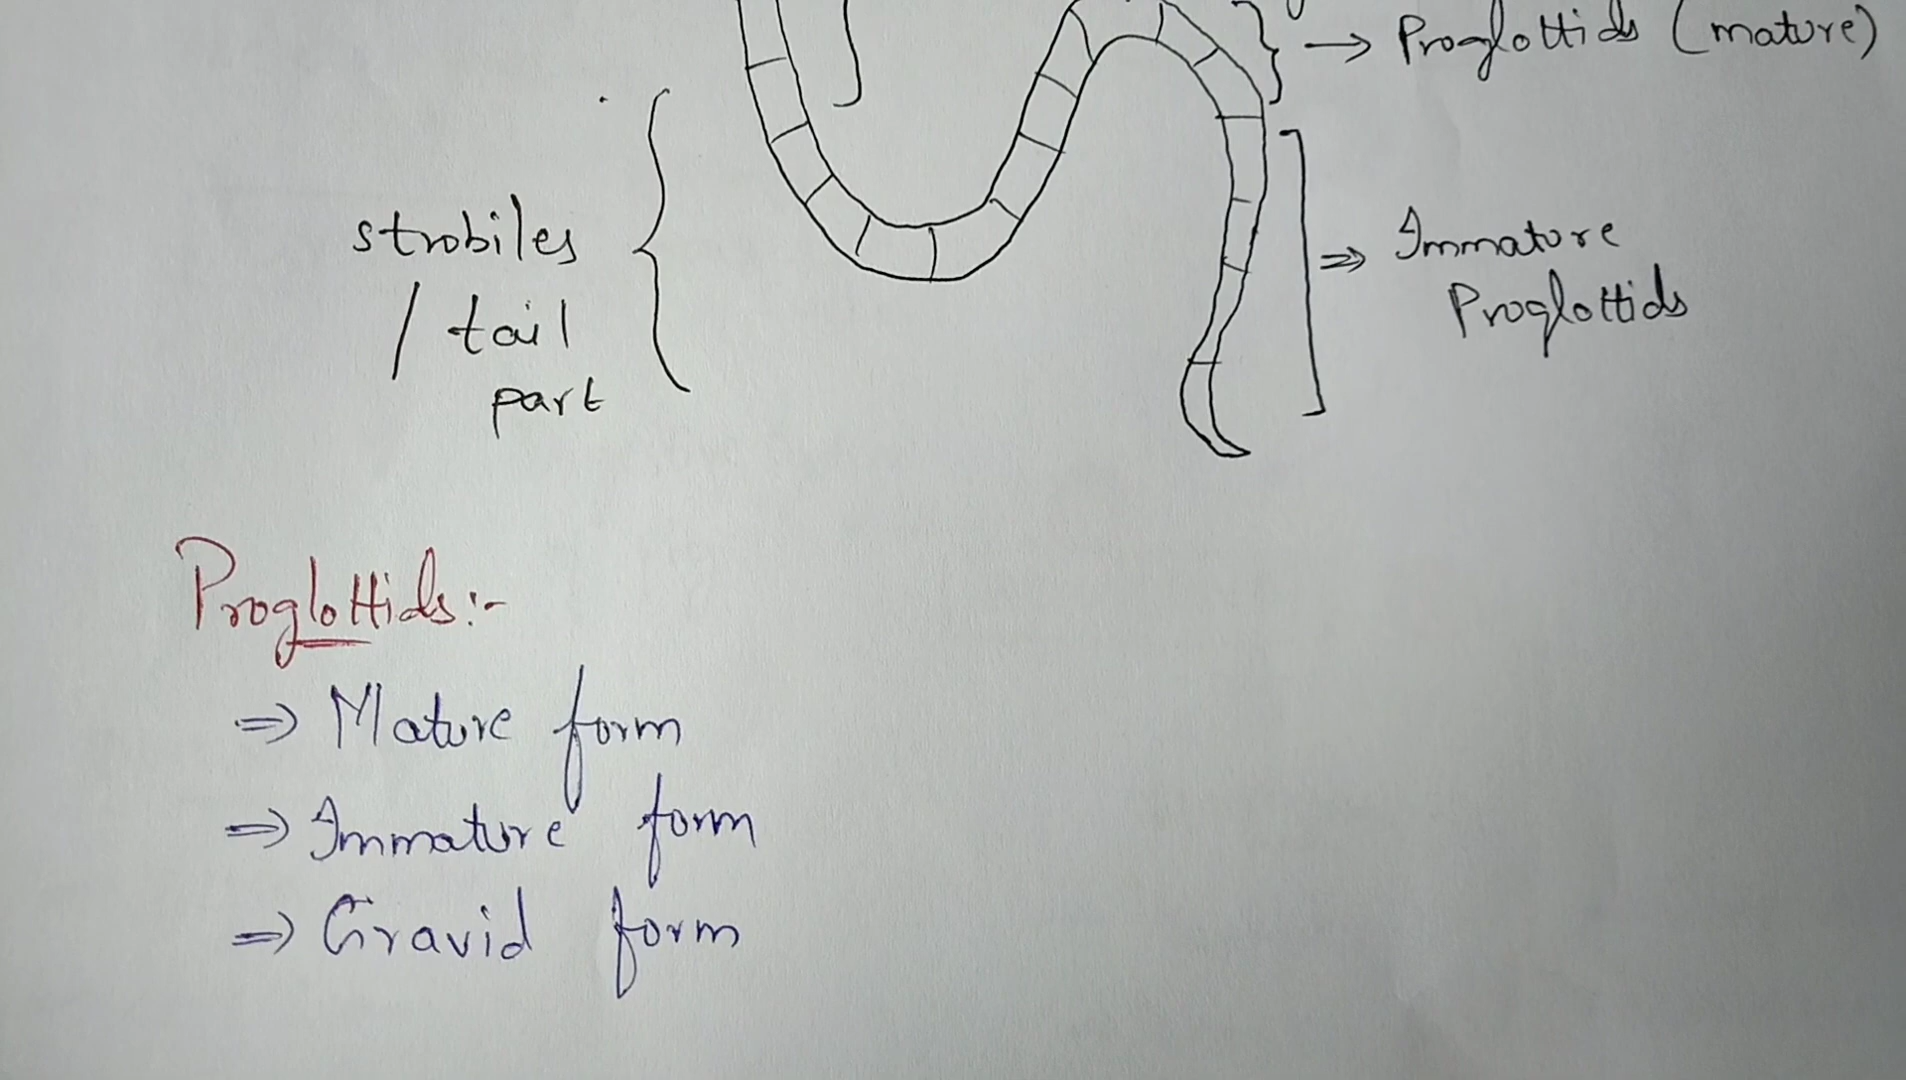 Proglottids (mature)
strobiles
/ tail
part
⇒ Immature
Proglottids
Proglottids:-
⇒ Mature form
⇒ Immature form
⇒ Gravid form